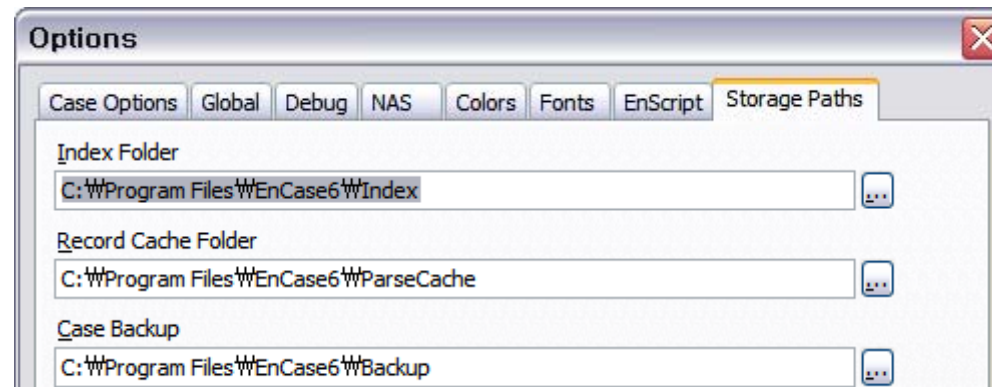 Options
Case Options Global Debug NAS Colors Fonts EnScript Storage Paths
Index Folder
C:₩Program Files₩EnCase6₩Index
...
Record Cache Folder
C:₩Program Files₩EnCase6₩ParseCache
...
Case Backup
C:₩Program Files₩EnCase6₩Backup
...